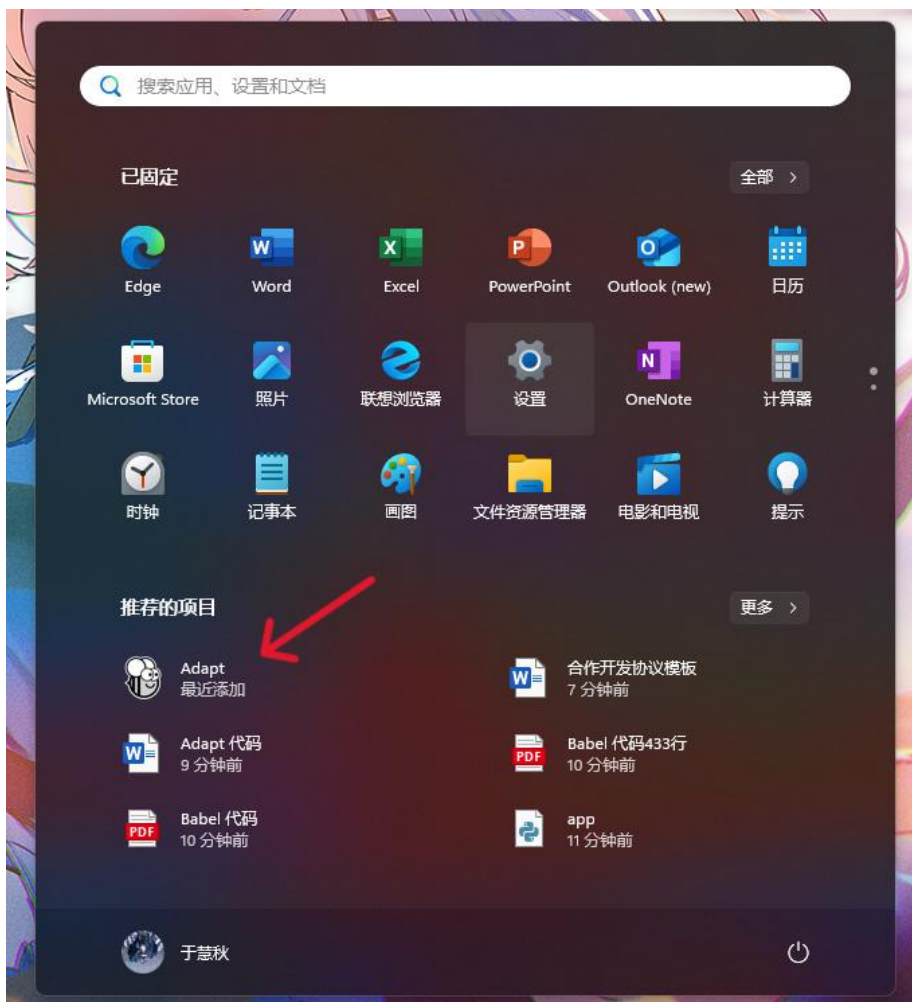 搜索应用、设置和文档
已固定
全部 >
Edge
Word
Excel
PowerPoint
Outlook (new)
日历
Microsoft Store
照片
联想浏览器
设置
OneNote
计算器
时钟
记事本
画图
文件资源管理器
电影和电视
提示
推荐的项目
更多 >
Adapt
最近添加
合作开发协议模板
7 分钟前
Adapt 代码
9 分钟前
Babel 代码433行
10 分钟前
Babel 代码
10 分钟前
app
11 分钟前
于慧秋